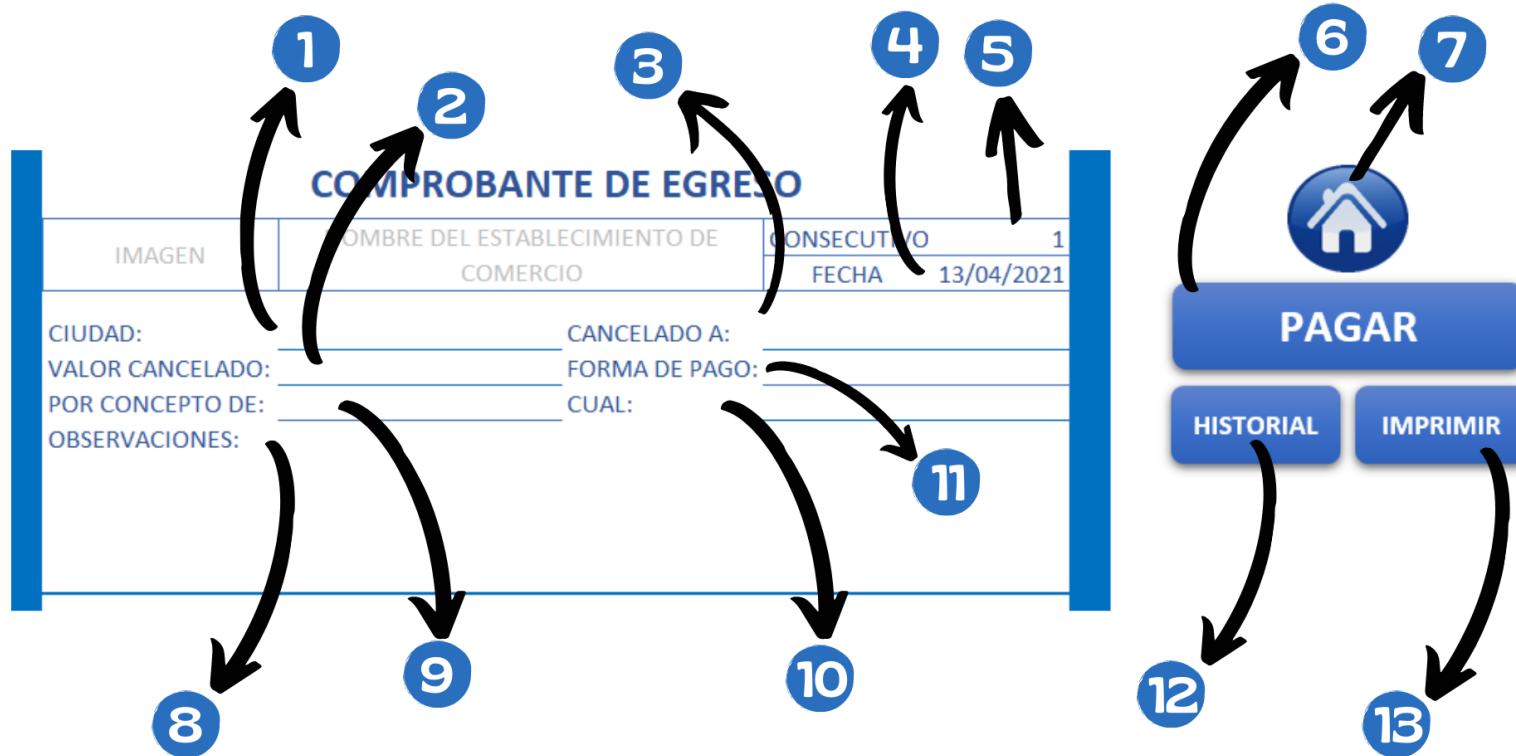 1
2
3
4
5
6
7
COMPROBANTE DE EGRESO
IMAGEN
NOMBRE DEL ESTABLECIMIENTO DE
COMERCIO
CONSECUTIVO 1
FECHA 13/04/2021
CIUDAD:
CANCELADO A:
VALOR CANCELADO:
FORMA DE PAGO:
POR CONCEPTO DE:
CUAL:
OBSERVACIONES:
PAGAR
HISTORIAL
IMPRIMIR
11
9
10
8
12
13